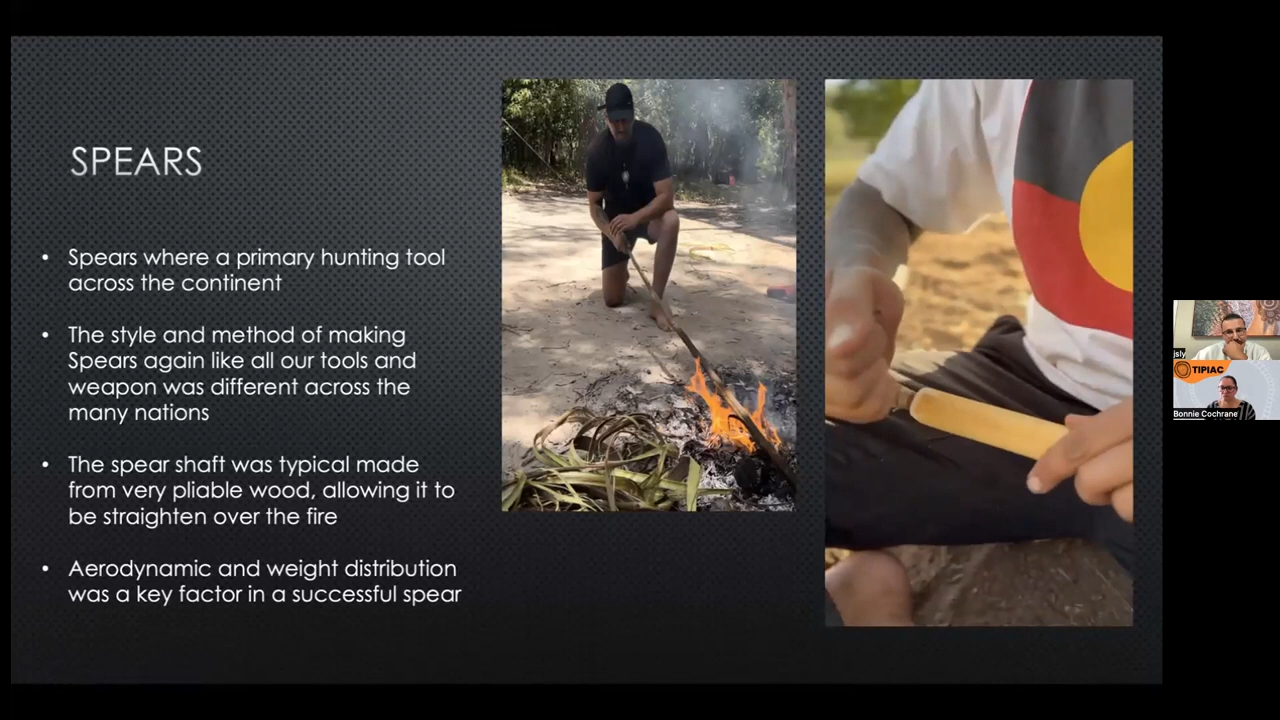 SPEARS
• Spears where a primary hunting tool
across the continent
• The style and method of making
Spears again like all our tools and
weapon was different across the
many nations
• The spear shaft was typical made
from very pliable wood, allowing it to
be straighten over the fire
• Aerodynamic and weight distribution
was a key factor in a successful spear
jsly
TIPIAC
Bonnie Cochrane